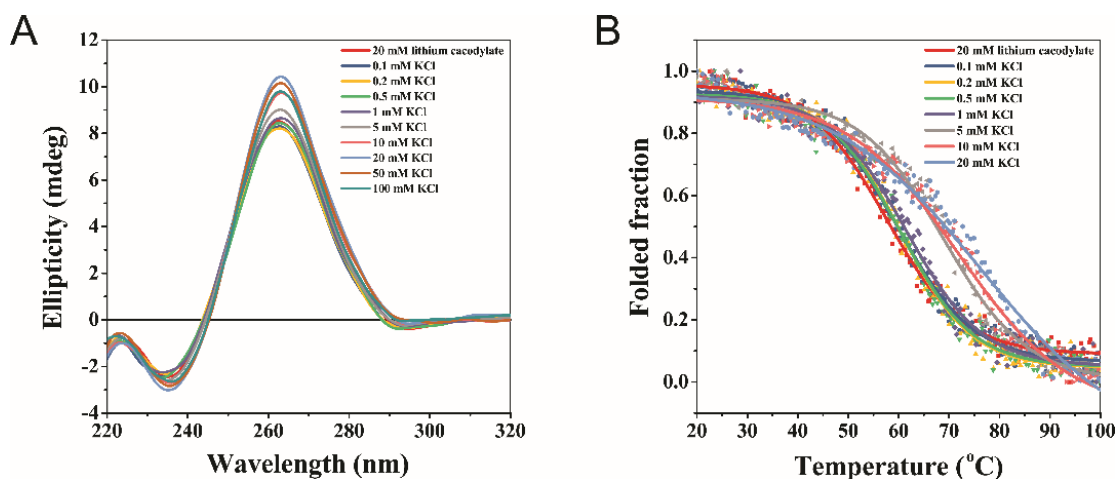 A
12
10
8
6
4
2
0
-2
-4
220
240
260
280
300
320
Ellipticity (mdeg)
Wavelength (nm)
20 mM lithium cacodylate
0.1 mM KCl
0.2 mM KCl
0.5 mM KCl
1 mM KCl
5 mM KCl
10 mM KCl
20 mM KCl
50 mM KCl
100 mM KCl
B
1.0
0.8
0.6
0.4
0.2
0.0
20
30
40
50
60
70
80
90
100
Folded fraction
Temperature (°C)
20 mM lithium cacodylate
0.1 mM KCl
0.2 mM KCl
0.5 mM KCl
1 mM KCl
5 mM KCl
10 mM KCl
20 mM KCl